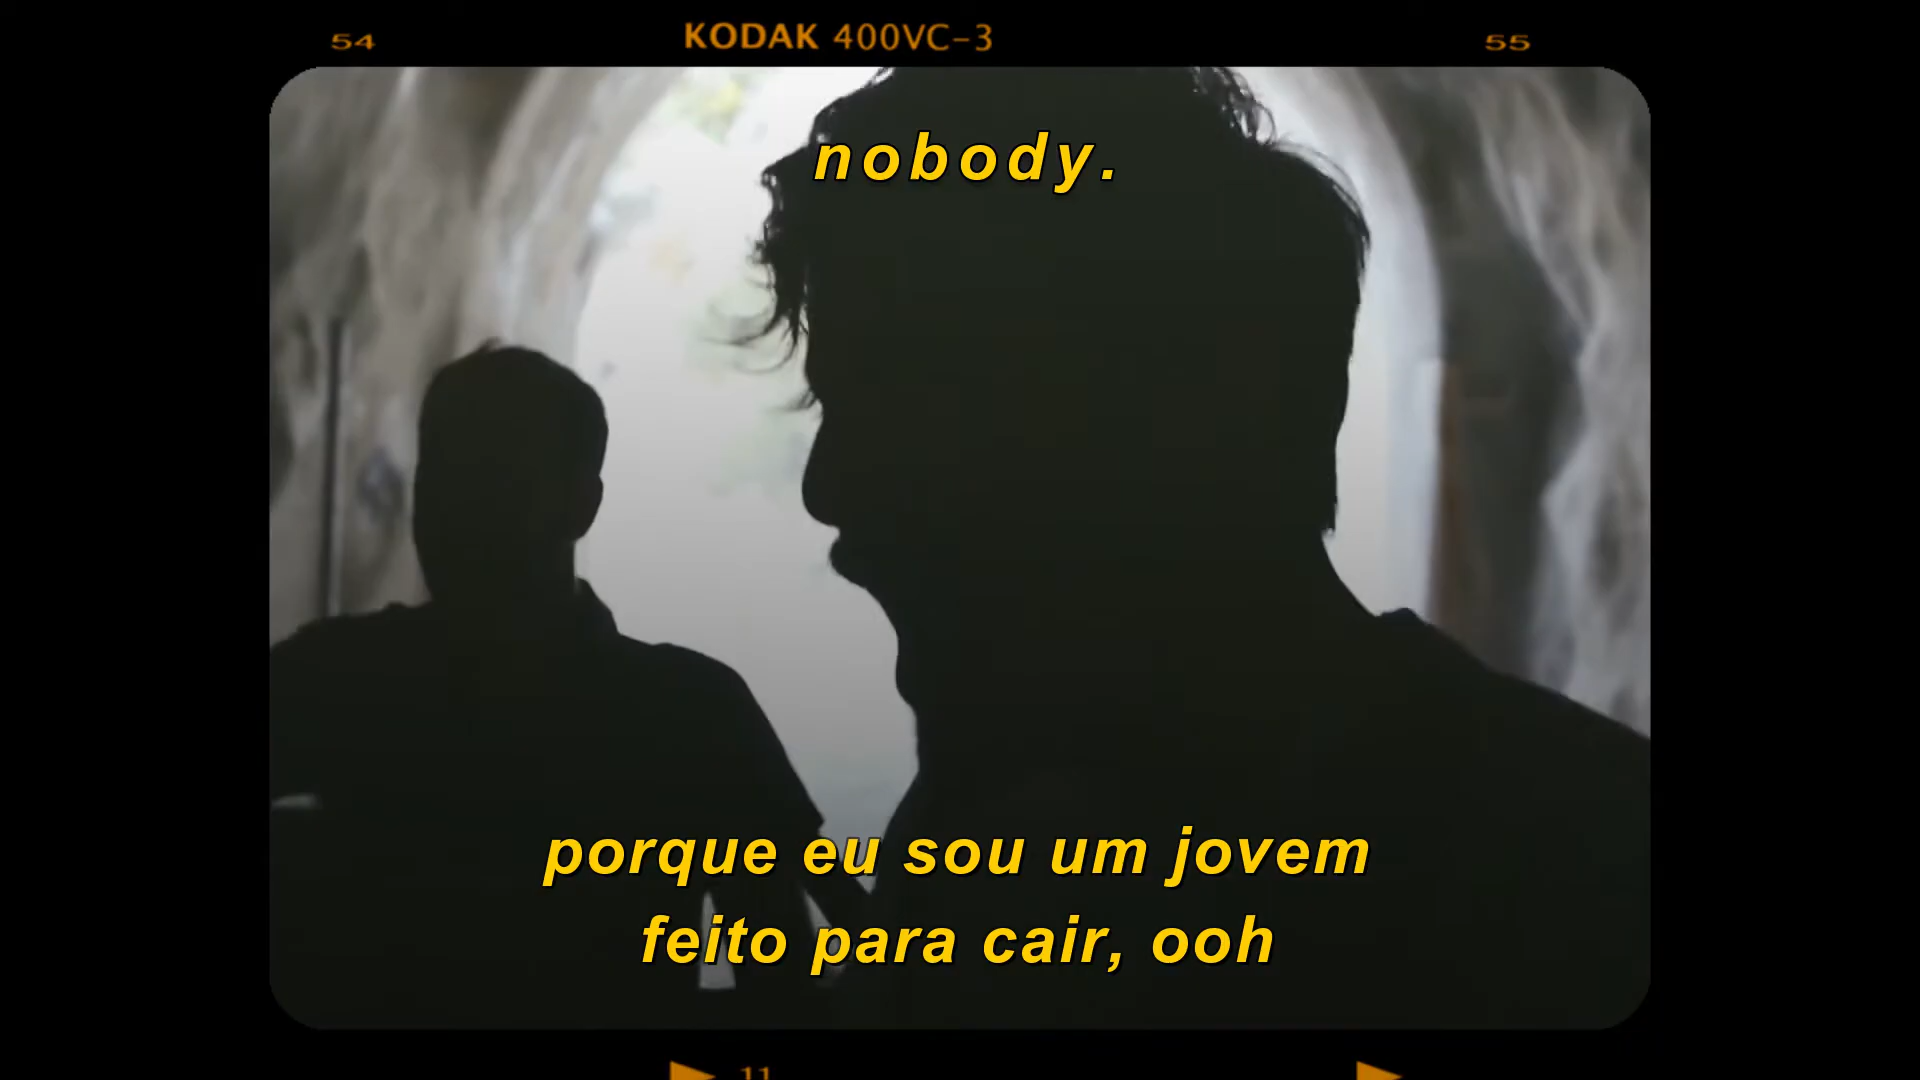 54 KODAK 400VC-3 55
nobody.
porque eu sou um jovem
feito para cair, ooh
11